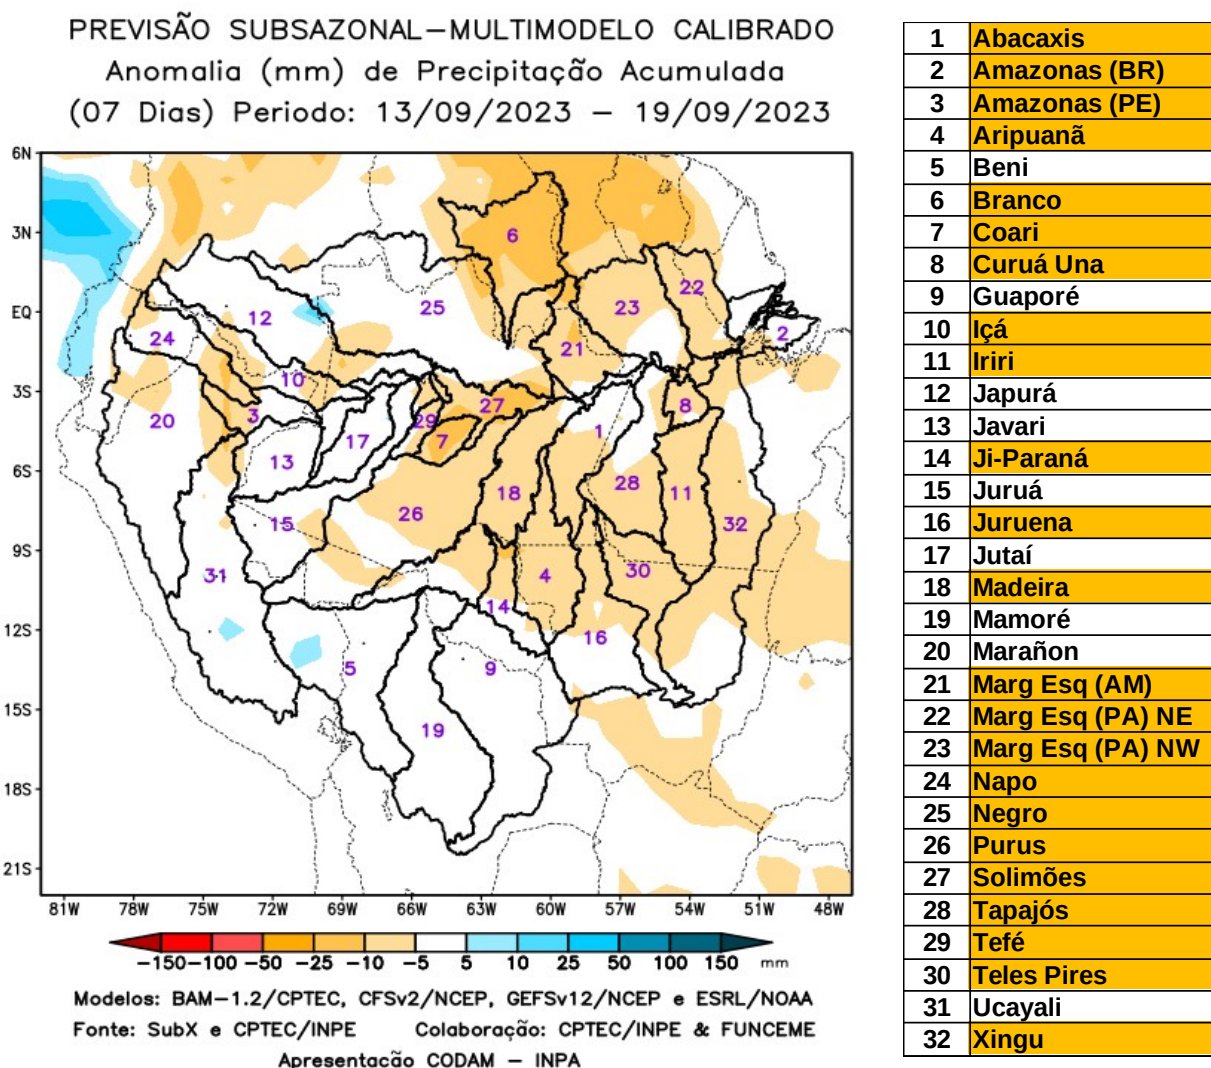 PREVISÃO SUBSAZONAL–MULTIMODELO CALIBRADO
Anomalia (mm) de Precipitação Acumulada
(07 Dias) Periodo: 13/09/2023 – 19/09/2023
6N
3N
EQ
3S
6S
9S
12S
15S
18S
21S
81W 78W 75W 72W 69W 66W 63W 60W 57W 54W 51W 48W
6
25
12
24
10
20
3
13
17
29
7
27
15
26
31
18
1
21
23
22
2
8
28
11
32
4
30
14
16
5
9
19
-150 -100 -50 -25 -10 -5 5 10 25 50 100 150 mm
Modelos: BAM–1.2/CPTEC, CFSv2/NCEP, GEFSv12/NCEP e ESRL/NOAA
Fonte: SubX e CPTEC/INPE Colaboração: CPTEC/INPE & FUNCEME
Apresentação CODAM – INPA
1 Abacaxis
2 Amazonas (BR)
3 Amazonas (PE)
4 Aripuanã
5 Beni
6 Branco
7 Coari
8 Curuá Una
9 Guaporé
10 Içá
11 Iriri
12 Japurá
13 Javari
14 Ji-Paraná
15 Juruá
16 Juruena
17 Jutaí
18 Madeira
19 Mamoré
20 Marañon
21 Marg Esq (AM)
22 Marg Esq (PA) NE
23 Marg Esq (PA) NW
24 Napo
25 Negro
26 Purus
27 Solimões
28 Tapajós
29 Tefé
30 Teles Pires
31 Ucayali
32 Xingu